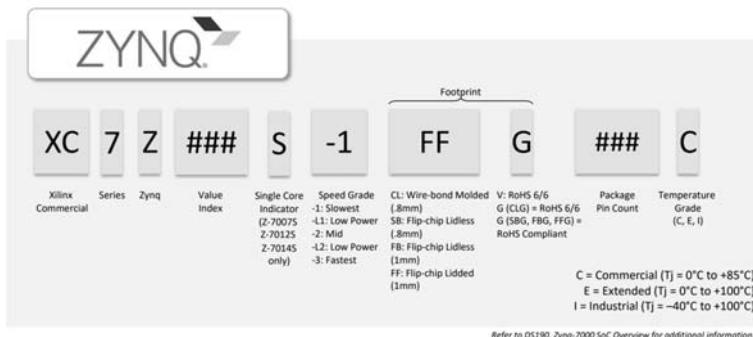 ZYNQ.
Footprint
XC 7 Z ### S -1 FF G ### C
Xilinx Commercial
Series
Zynq
Value Index
Single Core Indicator
(Z-7007S
Z-7012S
Z-7014S
only)
Speed Grade
-1: Slowest
-L1: Low Power
-2: Mid
-L2: Low Power
-3: Fastest
CL: Wire-bond Molded
(.8mm)
SB: Flip-chip Lidless
(.8mm)
FB: Flip-chip Lidless
(1mm)
FF: Flip-chip Lidded
(1mm)
V: RoHS 6/6
G (CLG) = RoHS 6/6
G (SBG, FBG, FFG) =
RoHS Compliant
Package
Pin Count
Temperature
Grade
(C, E, I)
C = Commercial (Tj = 0°C to +85°C)
E = Extended (Tj = 0°C to +100°C)
I = Industrial (Tj = –40°C to +100°C)
Refer to DS190, Zynq-7000 SoC Overview for additional information.